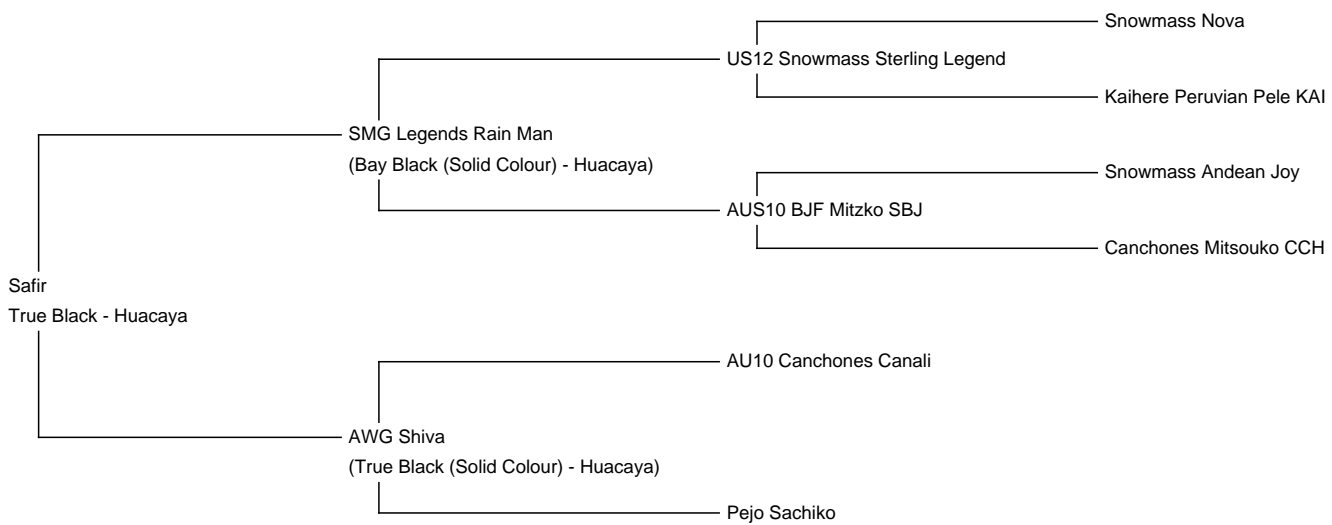 Snowmass Nova
US12 Snowmass Sterling Legend
Kaihere Peruvian Pele KAI
SMG Legends Rain Man
(Bay Black (Solid Colour) - Huacaya)
Snowmass Andean Joy
AUS10 BJF Mitzko SBJ
Canchones Mitsouko CCH
Safir
True Black - Huacaya
AU10 Canchones Canali
AWG Shiva
(True Black (Solid Colour) - Huacaya)
Pejo Sachiko